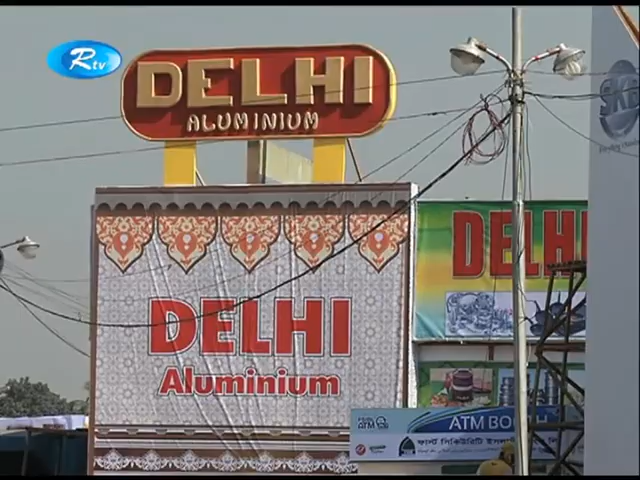 Rtv
DELHI
ALUMINIUM
SKB
DELHI
DELHI
Aluminium
ATM BO